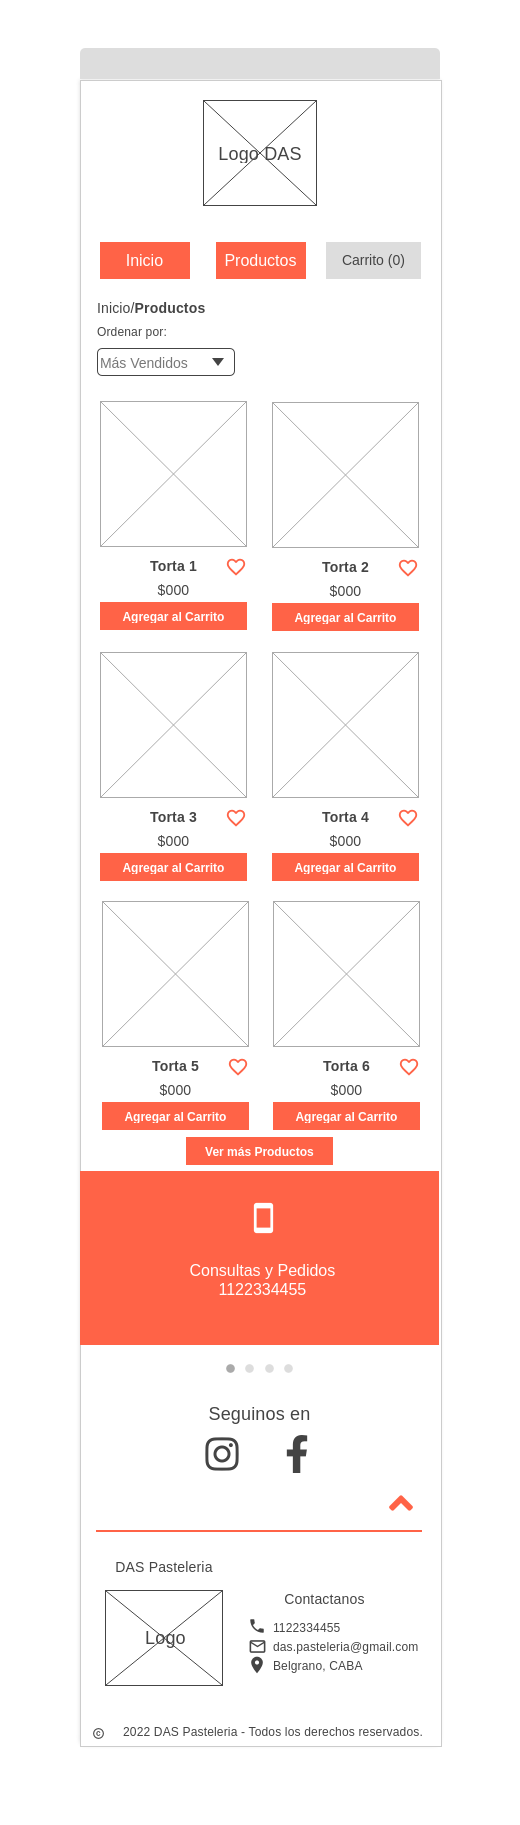 Logo DAS
Inicio
Productos
Carrito (0)
Inicio/Productos
Ordenar por:
Más Vendidos
Torta 1
$000
Agregar al Carrito
Torta 2
$000
Agregar al Carrito
Torta 3
$000
Agregar al Carrito
Torta 4
$000
Agregar al Carrito
Torta 5
$000
Agregar al Carrito
Torta 6
$000
Agregar al Carrito
Ver más Productos
Consultas y Pedidos
1122334455
Seguinos en
DAS Pasteleria
Logo
Contactanos
1122334455
das.pasteleria@gmail.com
Belgrano, CABA
© 2022 DAS Pasteleria - Todos los derechos reservados.